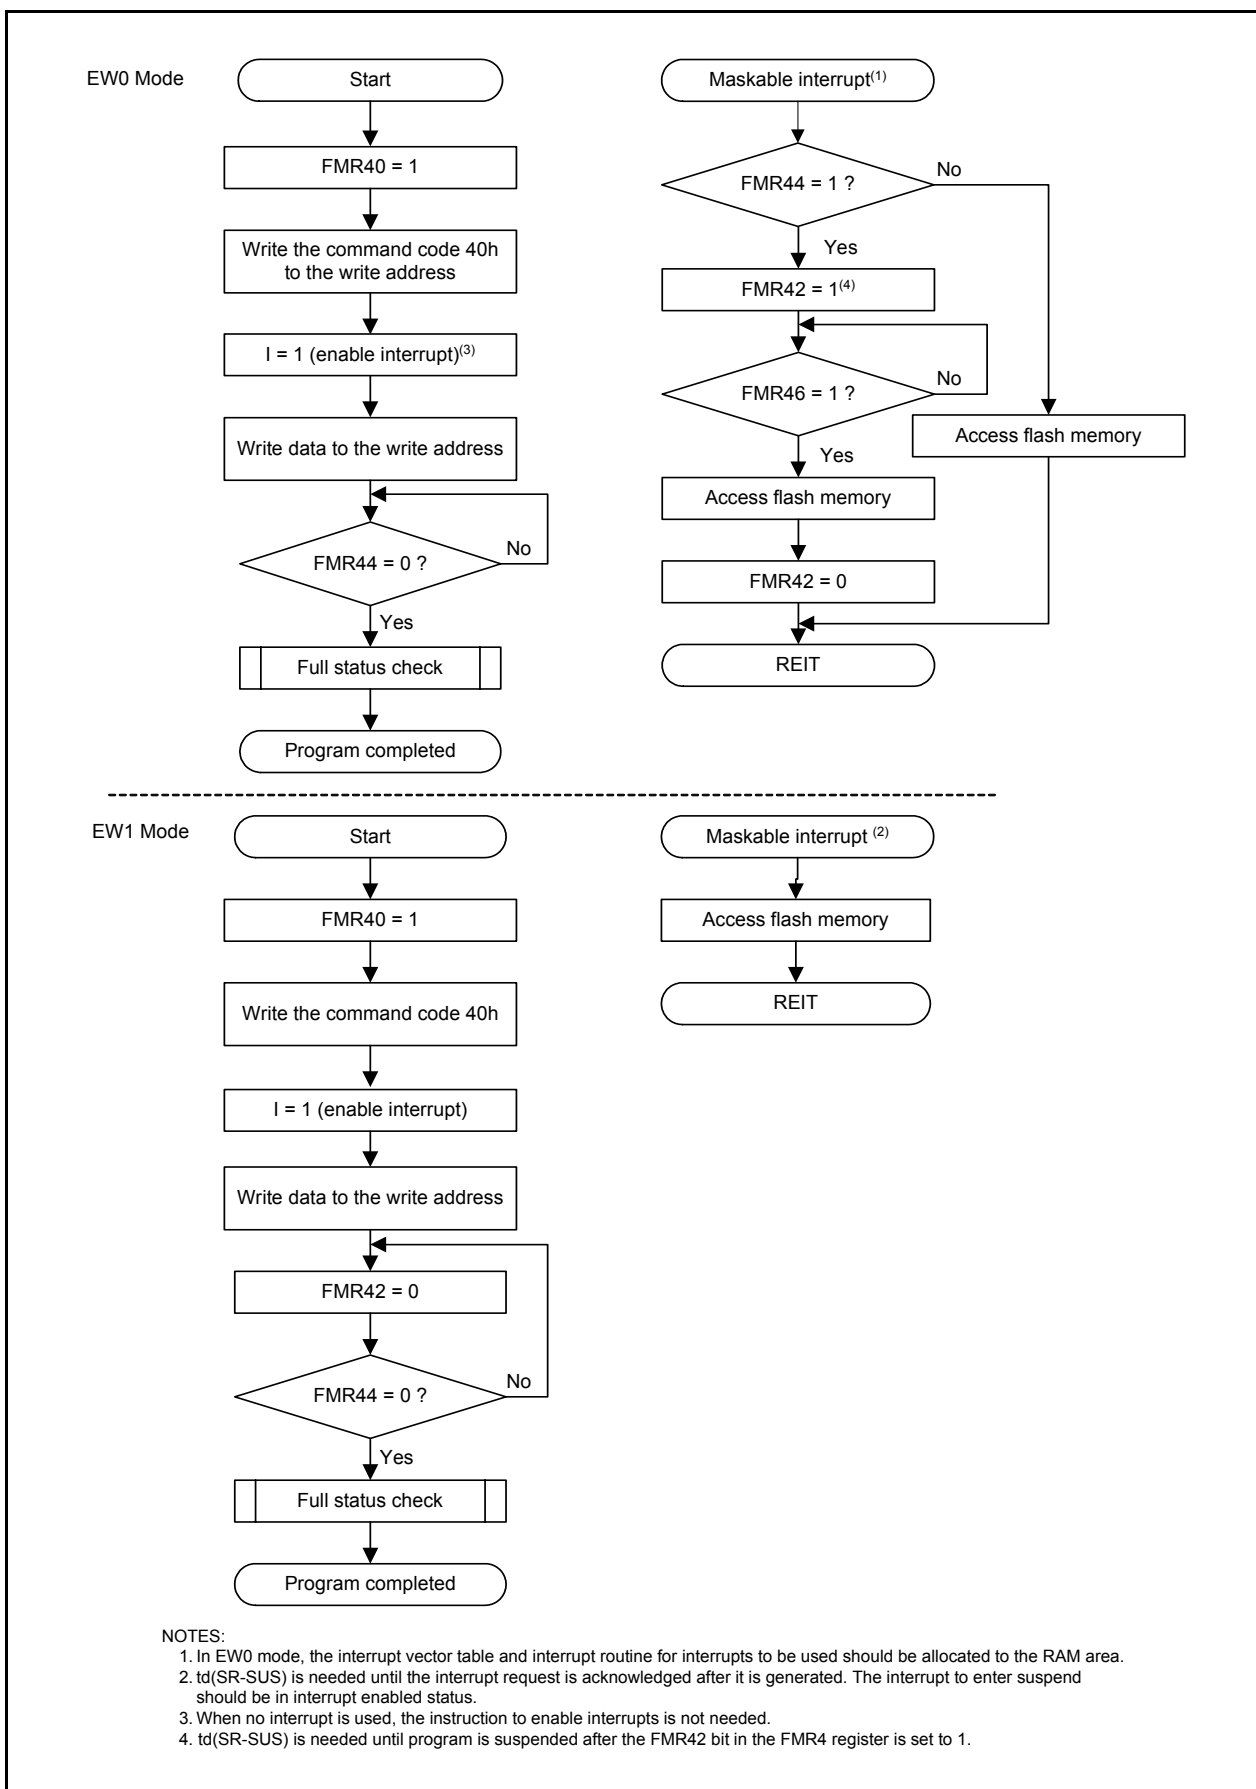 EW0 Mode
Start
FMR40 = 1
Write the command code 40h
to the write address
I = 1 (enable interrupt)(3)
Write data to the write address
FMR44 = 0 ?
No
Yes
Full status check
Program completed
Maskable interrupt(1)
FMR44 = 1 ?
No
Yes
FMR42 = 1(4)
FMR46 = 1 ?
No
Yes
Access flash memory
Access flash memory
FMR42 = 0
REIT
EW1 Mode
Start
FMR40 = 1
Write the command code 40h
I = 1 (enable interrupt)
Write data to the write address
FMR42 = 0
FMR44 = 0 ?
No
Yes
Full status check
Program completed
Maskable interrupt (2)
Access flash memory
REIT
NOTES:
1. In EW0 mode, the interrupt vector table and interrupt routine for interrupts to be used should be allocated to the RAM area.
2. td(SR-SUS) is needed until the interrupt request is acknowledged after it is generated. The interrupt to enter suspend
should be in interrupt enabled status.
3. When no interrupt is used, the instruction to enable interrupts is not needed.
4. td(SR-SUS) is needed until program is suspended after the FMR42 bit in the FMR4 register is set to 1.